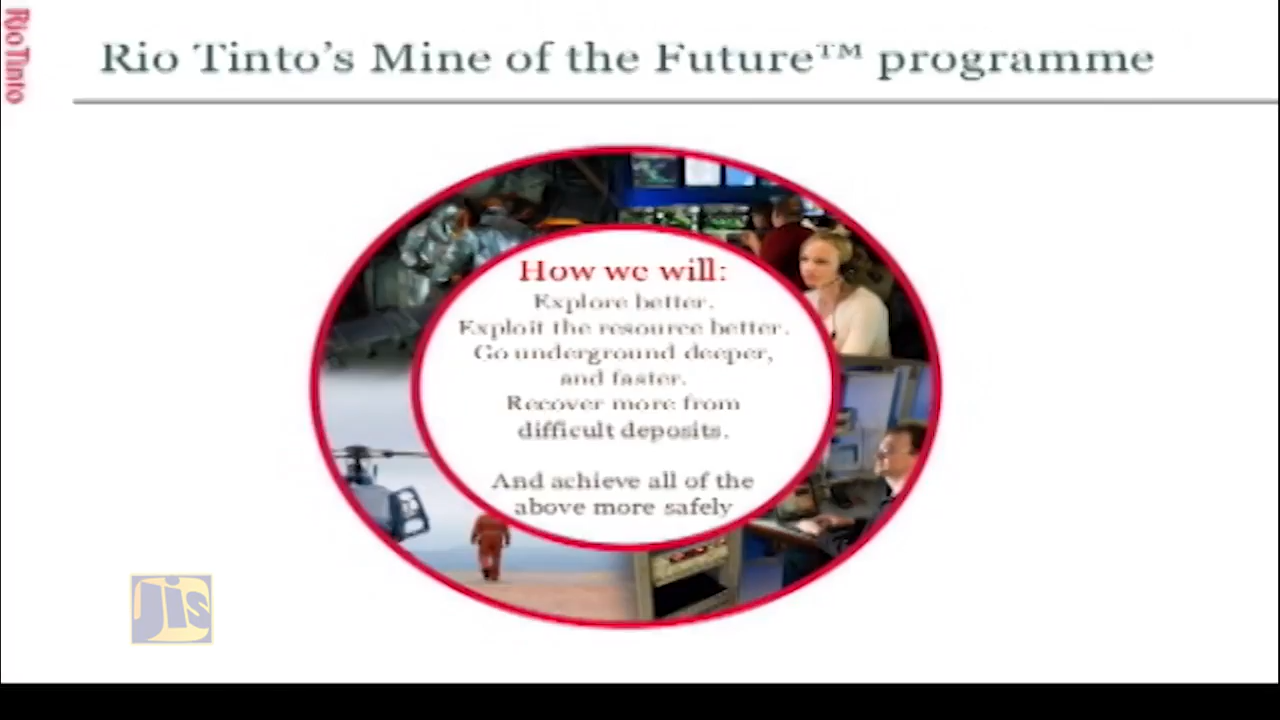 Rio Tinto
Rio Tinto's Mine of the Future™ programme
How we will:
Explore better.
Exploit the resource better.
Go underground deeper,
and faster.
Recover more from
difficult deposits.
And achieve all of the
above more safely
Jis